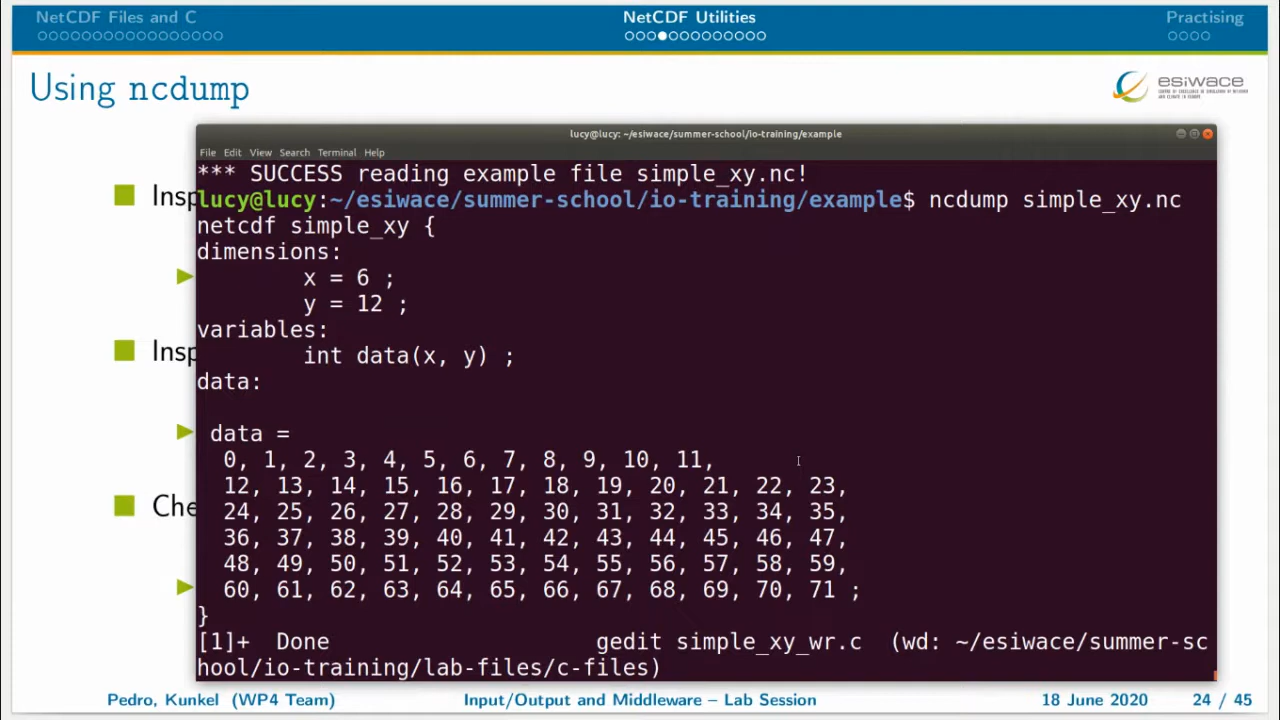 NetCDF Files and C
NetCDF Utilities
Practising
Using ncdump
esiwace
lucy@lucy: ~/esiwace/summer-school/io-training/example
File Edit View Search Terminal Help
*** SUCCESS reading example file simple_xy.nc!
Insp
lucy@lucy:~/esiwace/summer-school/io-training/example$ ncdump simple_xy.nc
netcdf simple_xy {
dimensions:
x = 6 ;
y = 12 ;
variables:
Insp
int data(x, y) ;
data:
data =
0, 1, 2, 3, 4, 5, 6, 7, 8, 9, 10, 11,
12, 13, 14, 15, 16, 17, 18, 19, 20, 21, 22, 23,
Che
24, 25, 26, 27, 28, 29, 30, 31, 32, 33, 34, 35,
36, 37, 38, 39, 40, 41, 42, 43, 44, 45, 46, 47,
48, 49, 50, 51, 52, 53, 54, 55, 56, 57, 58, 59,
60, 61, 62, 63, 64, 65, 66, 67, 68, 69, 70, 71 ;
}
[1]+ Done gedit simple_xy_wr.c (wd: ~/esiwace/summer-sc
hool/io-training/lab-files/c-files)
Pedro, Kunkel (WP4 Team)
Input/Output and Middleware – Lab Session
18 June 2020
24 / 45